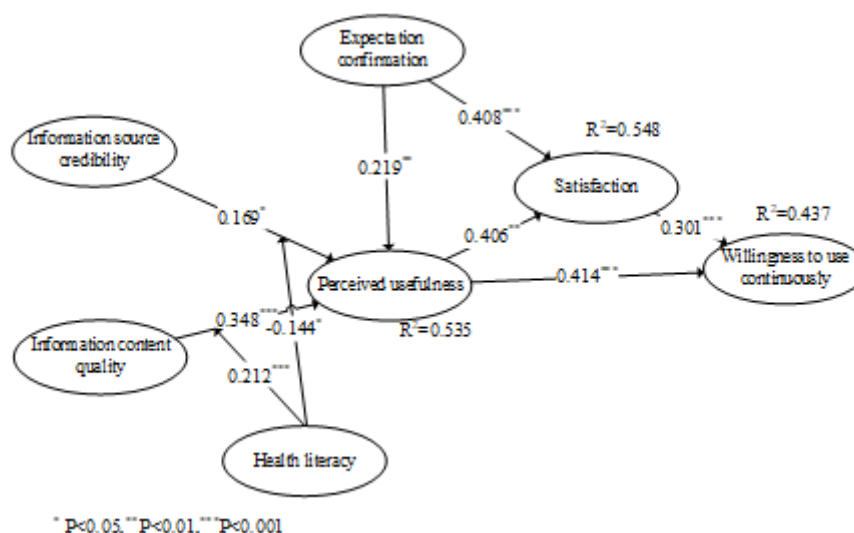 Expectation
confirmation
0.408***
R²=0.548
Information source
credibility
0.219**
Satisfaction
0.169*
0.406**
0.301***
R²=0.437
Willingness to use
continuously
Perceived usefulness
0.414***
0.348***
-0.144*
R²=0.535
Information content
quality
0.212***
Health literacy
* P<0.05,**P<0.01,***P<0.001